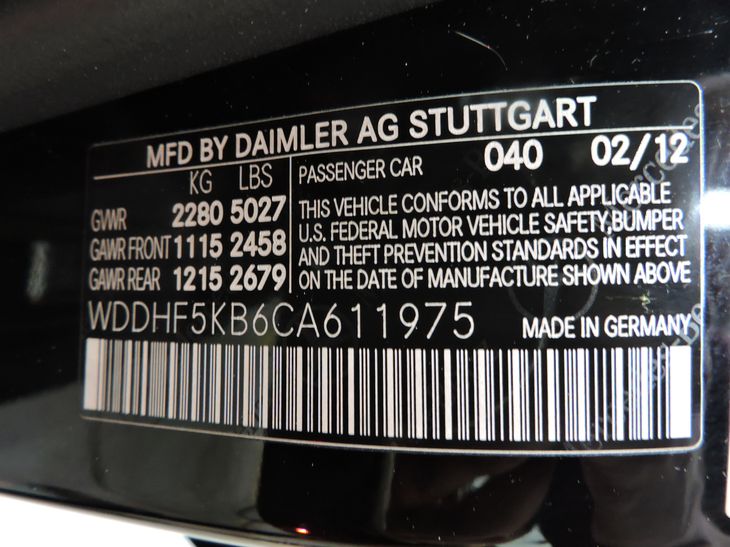 MFD BY DAIMLER AG STUTTGART
KG LBS
GVWR 2280 5027
GAWR FRONT 1115 2458
GAWR REAR 1215 2679
PASSENGER CAR 040 02/12
THIS VEHICLE CONFORMS TO ALL APPLICABLE
U.S. FEDERAL MOTOR VEHICLE SAFETY,BUMPER
AND THEFT PREVENTION STANDARDS IN EFFECT
ON THE DATE OF MANUFACTURE SHOWN ABOVE
WDDHF5KB6CA611975 MADE IN GERMANY